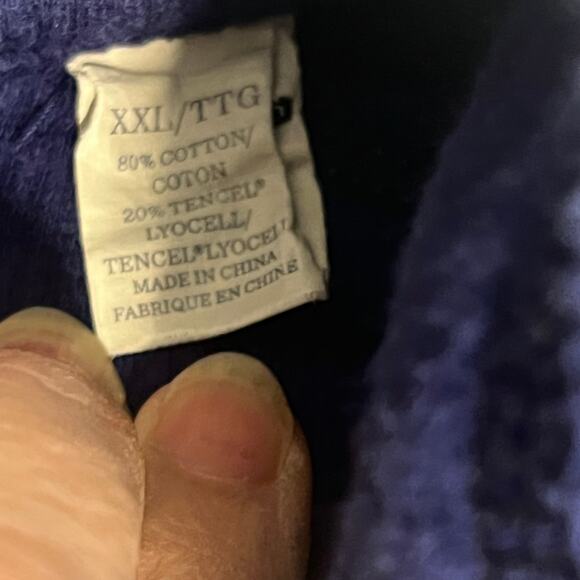 XXL/TTG
80% COTTON/
COTON
20% TENCEL®
LYOCELL/
TENCEL®LYOCELL
MADE IN CHINA
FABRIQUE EN CHINE